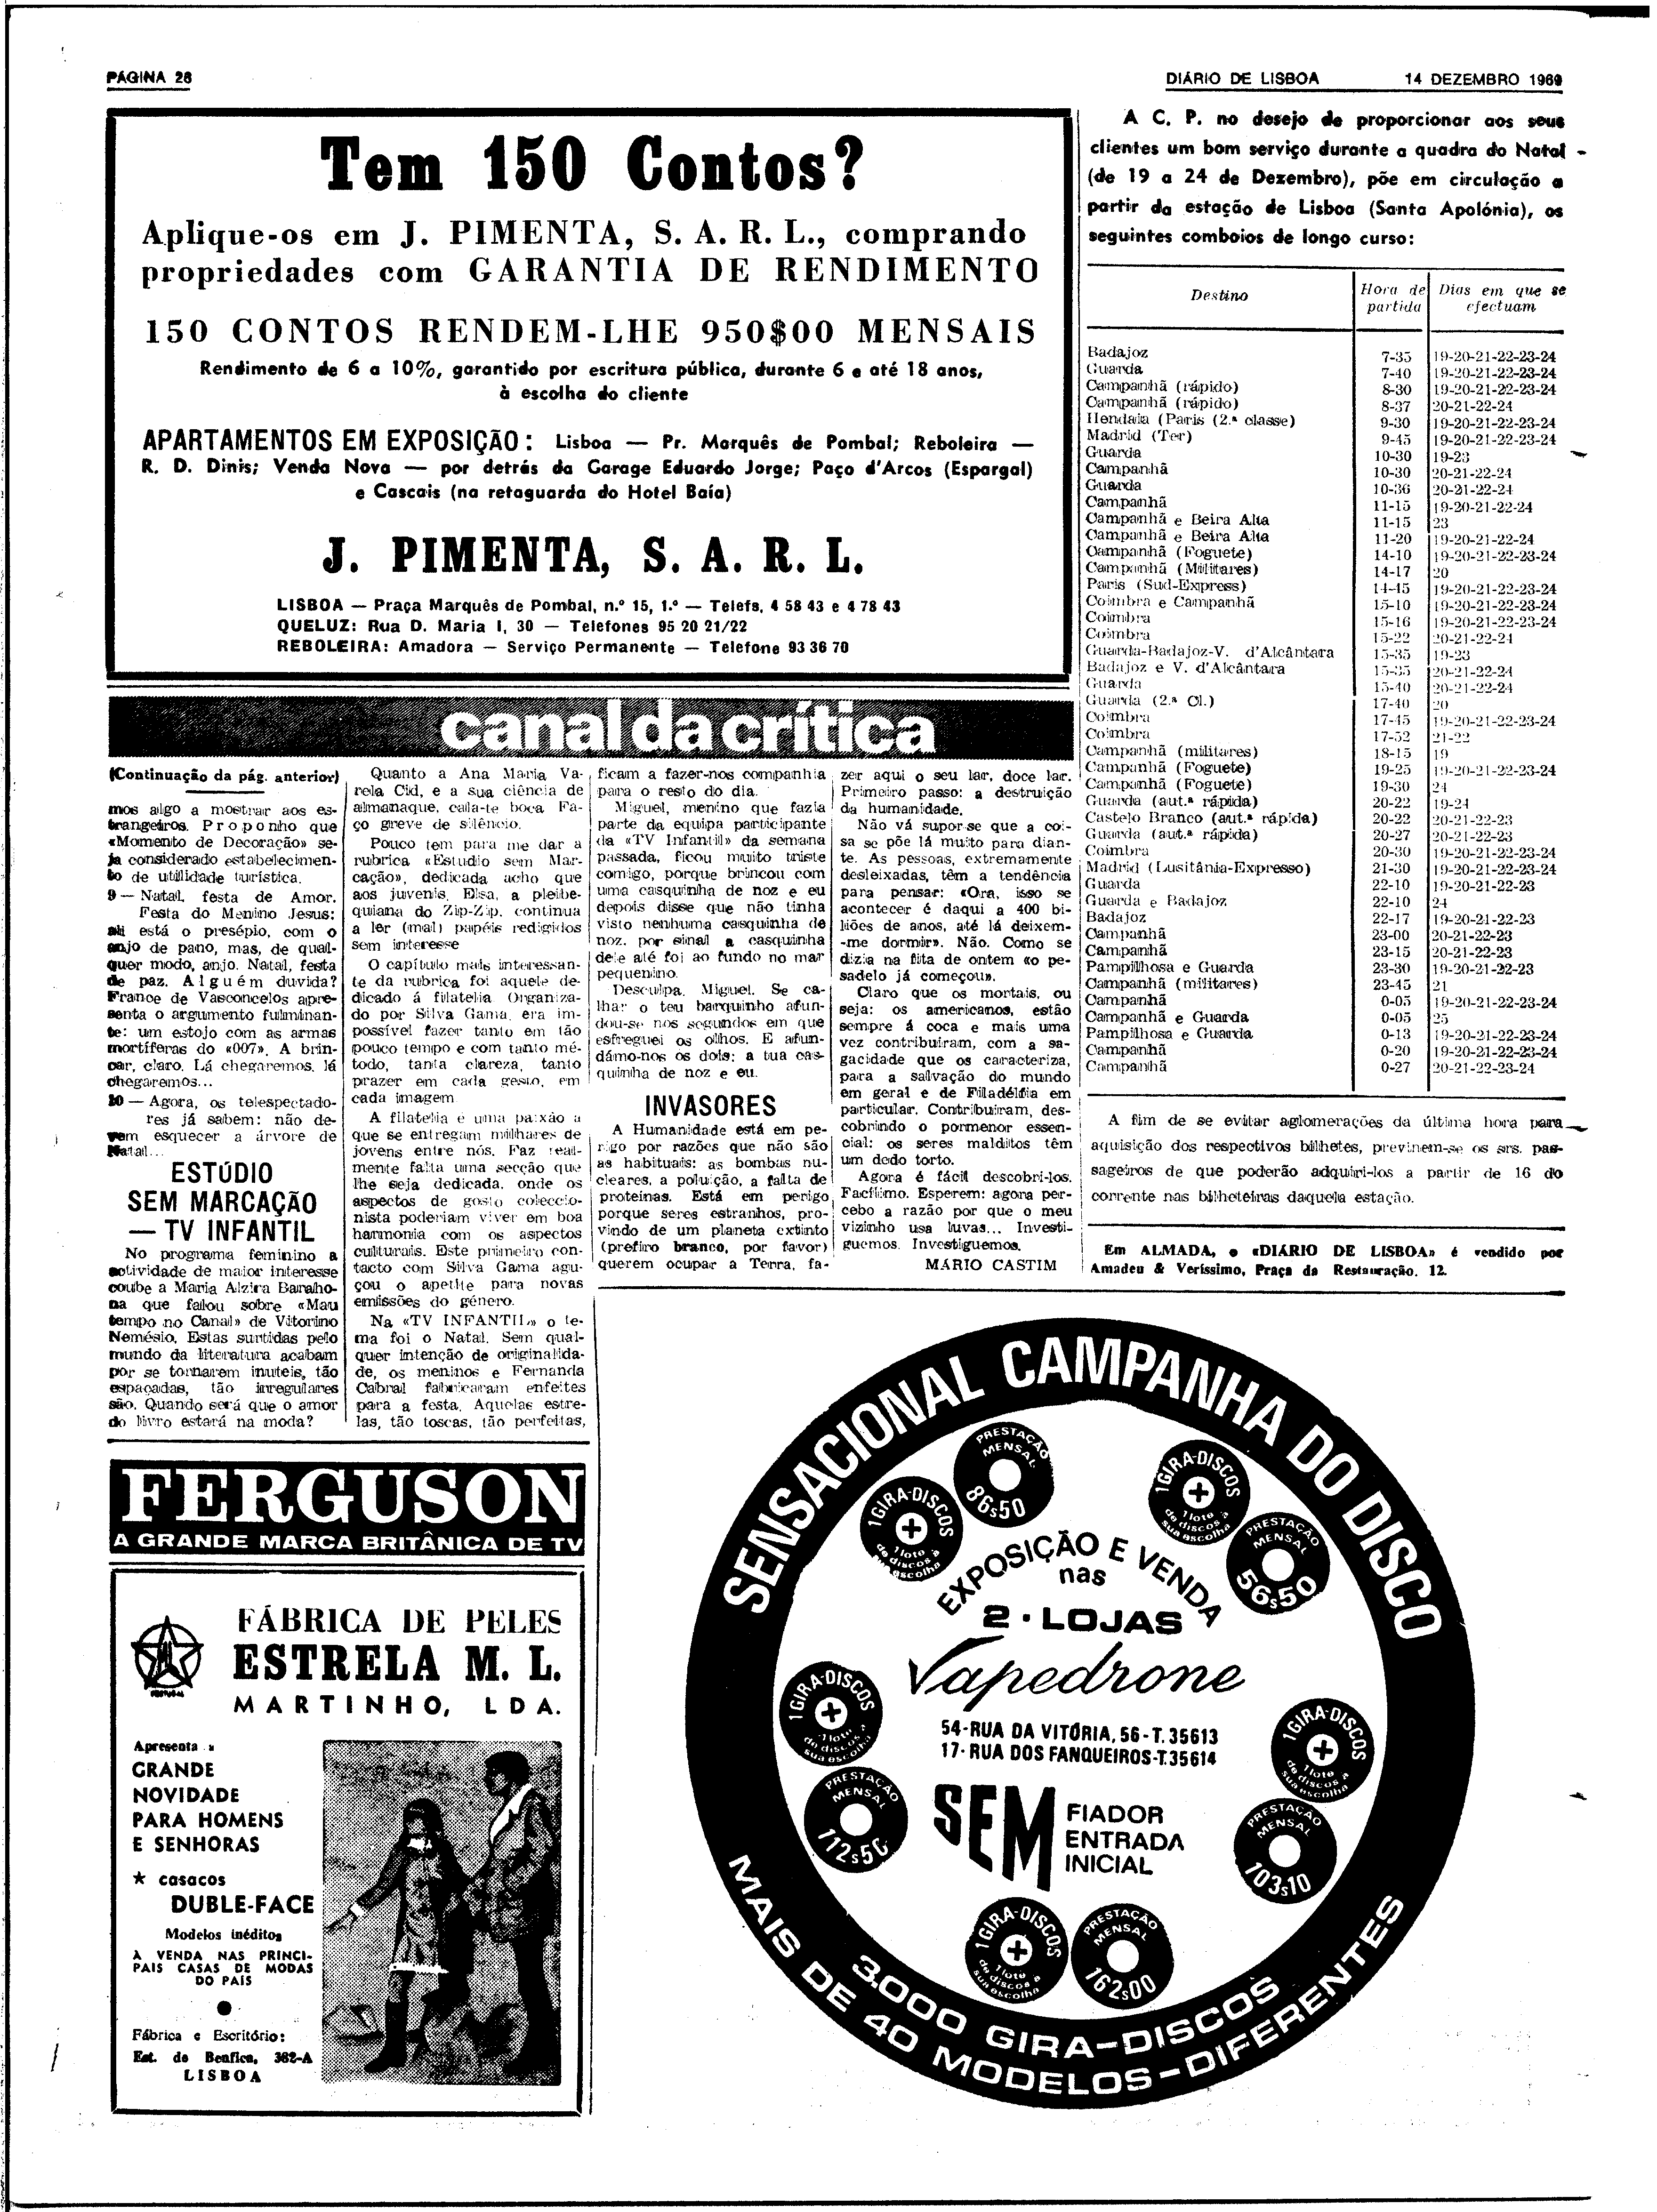 PÁGINA 28
DIÁRIO DE LISBOA 14 DEZEMBRO 1969
Tem 150 Contos?
Aplique-os em J. PIMENTA, S. A. R. L., comprando
propriedades com GARANTIA DE RENDIMENTO
150 CONTOS RENDEM-LHE 950$00 MENSAIS
Rendimento de 6 a 10%, garantido por escritura pública, durante 6 e até 18 anos,
à escolha do cliente
APARTAMENTOS EM EXPOSIÇÃO: Lisboa — Pr. Marquês de Pombal; Reboleira —
R. D. Dinis; Venda Nova — por detrás da Garage Eduardo Jorge; Paço d'Arcos (Espargal)
e Cascais (na retaguarda do Hotel Baía)
J. PIMENTA, S. A. R. L.
LISBOA — Praça Marquês de Pombal, n.º 15, 1.º — Telefs. 4 58 43 e 4 78 43
QUELUZ: Rua D. Maria I, 30 — Telefones 95 20 21/22
REBOLEIRA: Amadora — Serviço Permanente — Telefone 93 36 70
canal da crítica
(Continuação da pág. anterior)
mos algo a mostrar aos es-
trangeiros. Proponho que
«Momento de Decoração» se-
ja considerado estabelecimen-
to de utilidade turística.
9 — Natal, festa de Amor.
Festa do Menino Jesus:
ali está o presépio, com o
anjo de pano, mas, de qual-
quer modo, anjo. Natal, festa
de paz. Alguém duvida?
France de Vasconcelos apre-
senta o argumento fulminan-
te: um estojo com as armas
mortíferas do «007». A brin-
car, claro. Lá chegaremos, lá
chegaremos...
10 — Agora, os telespectado-
res já sabem: não de-
vem esquecer a árvore de
Natal...
ESTÚDIO
SEM MARCAÇÃO
— TV INFANTIL
No programa feminino a
actividade de maior interesse
coube a Maria Alzira Baraho-
na que falou sobre «Mau
tempo no Canal» de Vitorino
Nemésio. Estas surtidas pelo
mundo da literatura acabam
por se tornarem inuteis, tão
espaçadas, tão irregulares
são. Quando será que o amor
do livro estará na moda?
Quanto a Ana Maria Va-
rela Cid, e a sua ciência de
almanaque, cala-te boca Fa-
ço greve de silêncio.
Pouco tem para me dar a
rubrica «Estudio sem Mar-
cação», dedicada acho que
aos juvenis. Elsa, a pleibe-
quiana do Zip-Zip, continua
a ler (mal) papéis redigidos
sem interesse
O capítulo mais interessan-
te da rubrica foi aquele de-
dicado á filatelia Organiza-
do por Silva Gama, era im-
possível fazer tanto em tão
pouco tempo e com tanto mé-
todo, tanta clareza, tanto
prazer em cada gesto, em
cada imagem
A filatelia é uma paixão a
que se entregam milhares de
jovens entre nós. Faz real-
mente falta uma secção que
lhe seja dedicada, onde os
aspectos de gosto coleccio-
nista poderiam viver em boa
harmonia com os aspectos
culturais. Este primeiro con-
tacto com Silva Gama agu-
çou o apetite para novas
emissões do género.
Na «TV INFANTIL» o te-
ma foi o Natal. Sem qual-
quer intenção de originalida-
de, os meninos e Fernanda
Cabral fabricaram enfeites
para a festa. Aquelas estre-
las, tão toscas, tão perfeitas,
ficam a fazer-nos companhia
para o resto do dia.
Miguel, menino que fazia
parte da equipa participante
da «TV Infantil» da semana
passada, ficou muito triste
comigo, porque brincou com
uma casquinha de noz e eu
depois disse que não tinha
visto nenhuma casquinha de
noz, por sinal a casquinha
dele até foi ao fundo no mar
pequenino.
Desculpa, Miguel. Se ca-
lhar o teu barquinho afun-
dou-se nos segundos em que
esfreguei os olhos. E afun-
dámo-nos os dois: a tua cas-
quinha de noz e eu.
INVASORES
A Humanidade está em pe-
rigo por razões que não são
as habituais: as bombas nu-
cleares, a poluição, a falta de
proteínas. Está em perigo
porque seres estranhos, pro-
vindo de um planeta extinto
(prefiro branco, por favor)
querem ocupar a Terra, fa-
zer aqui o seu lar, doce lar.
Primeiro passo: a destruição
da humanidade.
Não vá supor-se que a coi-
sa se põe lá muito para dian-
te. As pessoas, extremamente
desleixadas, têm a tendência
para pensar: «Ora, isso se
acontecer é daqui a 400 bi-
liões de anos, até lá deixem-
-me dormir». Não. Como se
dizia na fita de ontem «o pe-
sadelo já começou».
Claro que os mortais, ou
seja: os americanos, estão
sempre á coca e mais uma
vez contribuíram, com a sa-
gacidade que os caracteriza,
para a salvação do mundo
em geral e de Filadélfia em
particular. Contribuíram, des-
cobrindo o pormenor essen-
cial: os seres malditos têm
um dedo torto.
Agora é fácil descobri-los.
Facílimo. Esperem: agora per-
cebo a razão por que o meu
vizinho usa luvas... Investi-
guemos. Investiguemos.
MÁRIO CASTIM
A C. P. no desejo de proporcionar aos seus
clientes um bom serviço durante a quadra do Natal
(de 19 a 24 de Dezembro), põe em circulação a
partir da estação de Lisboa (Santa Apolónia), os
seguintes comboios de longo curso:
Destino Hora de partida Dias em que se efectuam
Badajoz 7-35 19-20-21-22-23-24
Guarda 7-40 19-20-21-22-23-24
Campanhã (rápido) 8-30 19-20-21-22-23-24
Campanhã (rápido) 8-37 20-21-22-24
Hendaia (Paris (2.ª classe) 9-30 19-20-21-22-23-24
Madrid (Ter) 9-45 19-20-21-22-23-24
Guarda 10-30 19-23
Campanhã 10-30 20-21-22-24
Guarda 10-36 20-21-22-24
Campanhã 11-15 19-20-21-22-24
Campanhã e Beira Alta 11-15 23
Campanhã e Beira Alta 11-20 19-20-21-22-24
Campanhã (Foguete) 14-10 19-20-21-22-23-24
Campanhã (Militares) 14-17 20
Paris (Sud-Express) 14-45 19-20-21-22-23-24
Coimbra e Campanhã 15-10 19-20-21-22-23-24
Coimbra 15-16 19-20-21-22-23-24
Coimbra 15-22 20-21-22-24
Guarda-Badajoz-V. d'Alcântara 15-35 19-23
Badajoz e V. d'Alcântara 15-35 20-21-22-24
Guarda 15-40 20-21-22-24
Guarda (2.ª Cl.) 17-40 20
Coimbra 17-45 19-20-21-22-23-24
Coimbra 17-52 21-22
Campanhã (militares) 18-15 19
Campanhã (Foguete) 19-25 19-20-21-22-23-24
Campanhã (Foguete) 19-30 24
Guarda (aut.ª rápida) 20-22 19-24
Castelo Branco (aut.ª rápida) 20-22 20-21-22-23
Guarda (aut.ª rápida) 20-27 20-21-22-23
Coimbra 20-30 19-20-21-22-23-24
Madrid (Lusitânia-Expresso) 21-30 19-20-21-22-23-24
Guarda 22-10 19-20-21-22-23
Guarda e Badajoz 22-10 24
Badajoz 22-17 19-20-21-22-23
Campanhã 23-00 20-21-22-23
Campanhã 23-15 20-21-22-23
Pampilhosa e Guarda 23-30 19-20-21-22-23
Campanhã (militares) 23-45 21
Campanhã 0-05 19-20-21-22-23-24
Campanhã e Guarda 0-05 25
Pampilhosa e Guarda 0-13 19-20-21-22-23-24
Campanhã 0-20 19-20-21-22-23-24
Campanhã 0-27 20-21-22-23-24
A fim de se evitar aglomerações da última hora para
aquisição dos respectivos bilhetes, previnem-se os srs. pas-
sageiros de que poderão adquiri-los a partir de 16 do
corrente nas bilheteiras daquela estação.
Em ALMADA, o «DIÁRIO DE LISBOA» é vendido por
Amadeu & Veríssimo, Praça da Restauração, 12.
FERGUSON
A GRANDE MARCA BRITÂNICA DE TV
FÁBRICA DE PELES
ESTRELA M. L.
MARTINHO, LDA.
Apresenta a
GRANDE
NOVIDADE
PARA HOMENS
E SENHORAS
* casacos
DUBLE-FACE
Modelos inéditos
À VENDA NAS PRINCI-
PAIS CASAS DE MODAS
DO PAÍS
Fábrica e Escritório:
Est. de Benfica, 362-A
LISBOA
SENSACIONAL CAMPANHA DO DISCO
PRESTAÇÃO MENSAL 86$50
1 GIRA-DISCOS + 1 lote de discos à sua escolha
1 GIRA-DISCOS + 1 lote de discos à sua escolha
PRESTAÇÃO MENSAL 56$50
EXPOSIÇÃO E VENDA
nas
2 · LOJAS
Vapedrone
54-RUA DA VITÓRIA, 56-T. 35613
17-RUA DOS FANQUEIROS-T.35614
1 GIRA-DISCOS + 1 lote de discos à sua escolha
PRESTAÇÃO MENSAL 112$50
1 GIRA-DISCOS + 1 lote de discos à sua escolha
PRESTAÇÃO MENSAL 103$10
SEM
FIADOR
ENTRADA
INICIAL
1 GIRA-DISCOS + 1 lote de discos à sua escolha
PRESTAÇÃO MENSAL 162$00
3.000 GIRA-DISCOS
MAIS DE 40 MODELOS-DIFERENTES